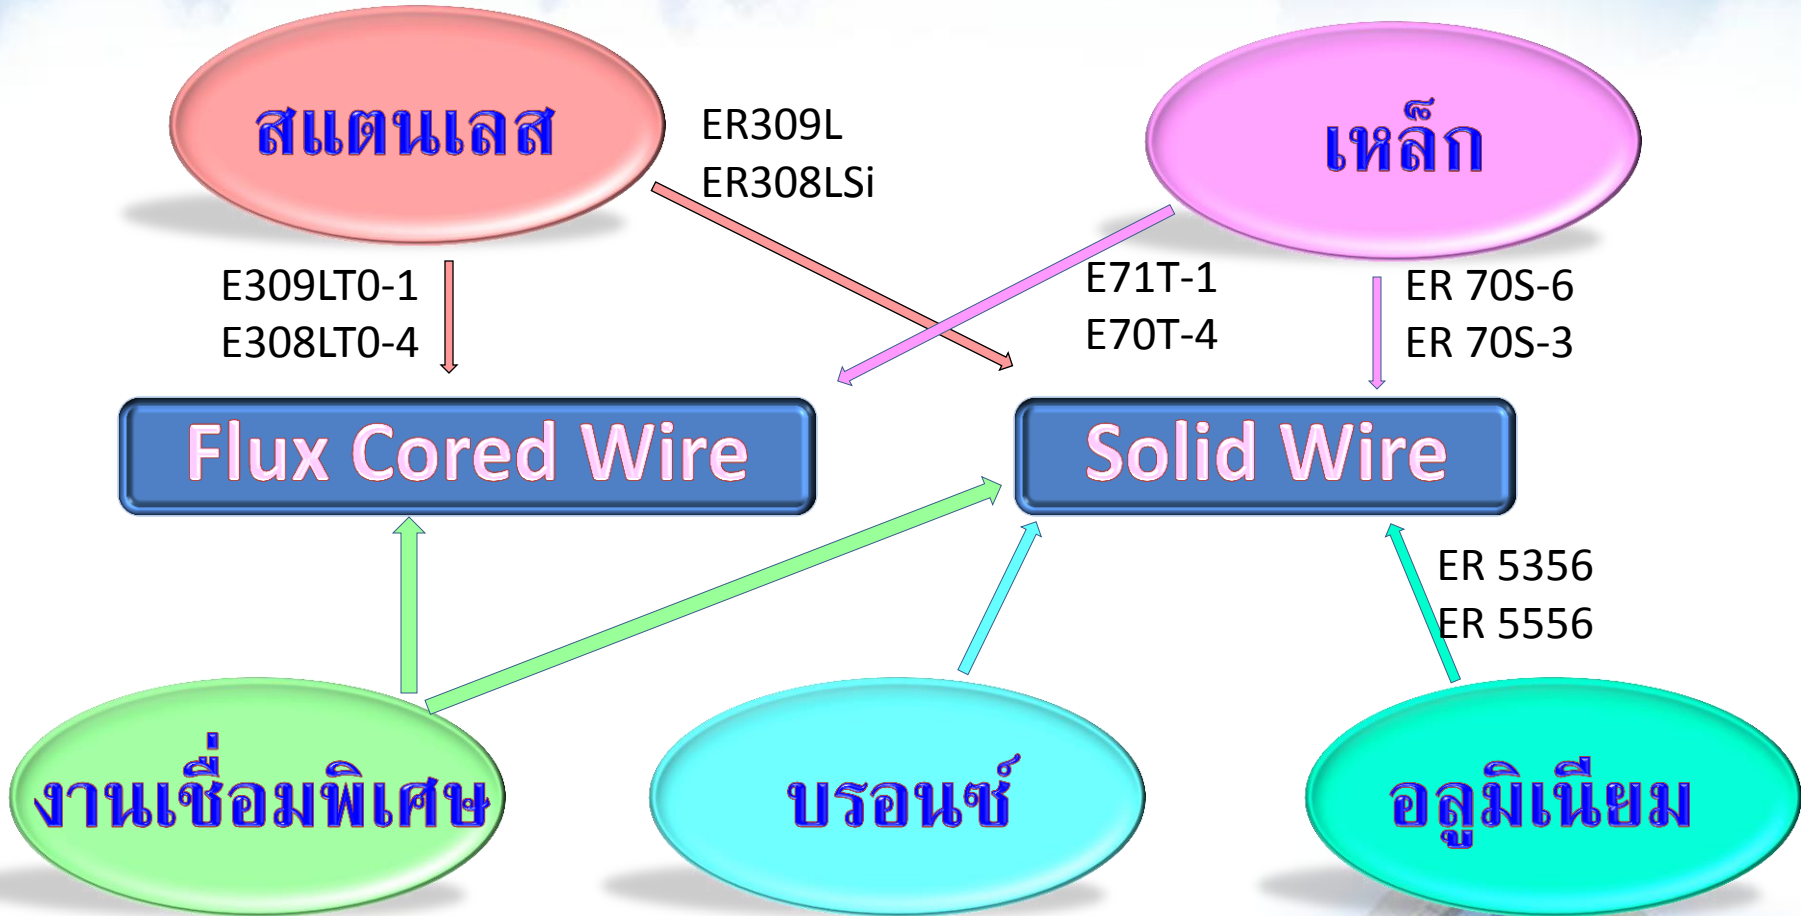 สแตนเลส
ER309L
ER308LSi
เหล็ก
E309LT0-1
E308LT0-4
E71T-1
E70T-4
ER 70S-6
ER 70S-3
Flux Cored Wire
Solid Wire
ER 5356
ER 5556
งานเชื่อมพิเศษ
บรอนซ์
อลูมิเนียม